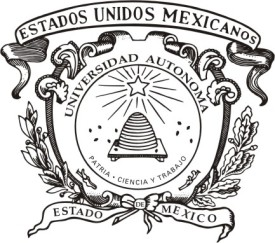 ESTADOS UNIDOS MEXICANOS
UNIVERSIDAD AUTONOMA
PATRIA • CIENCIA Y TRABAJO
ESTADO DE MEXICO